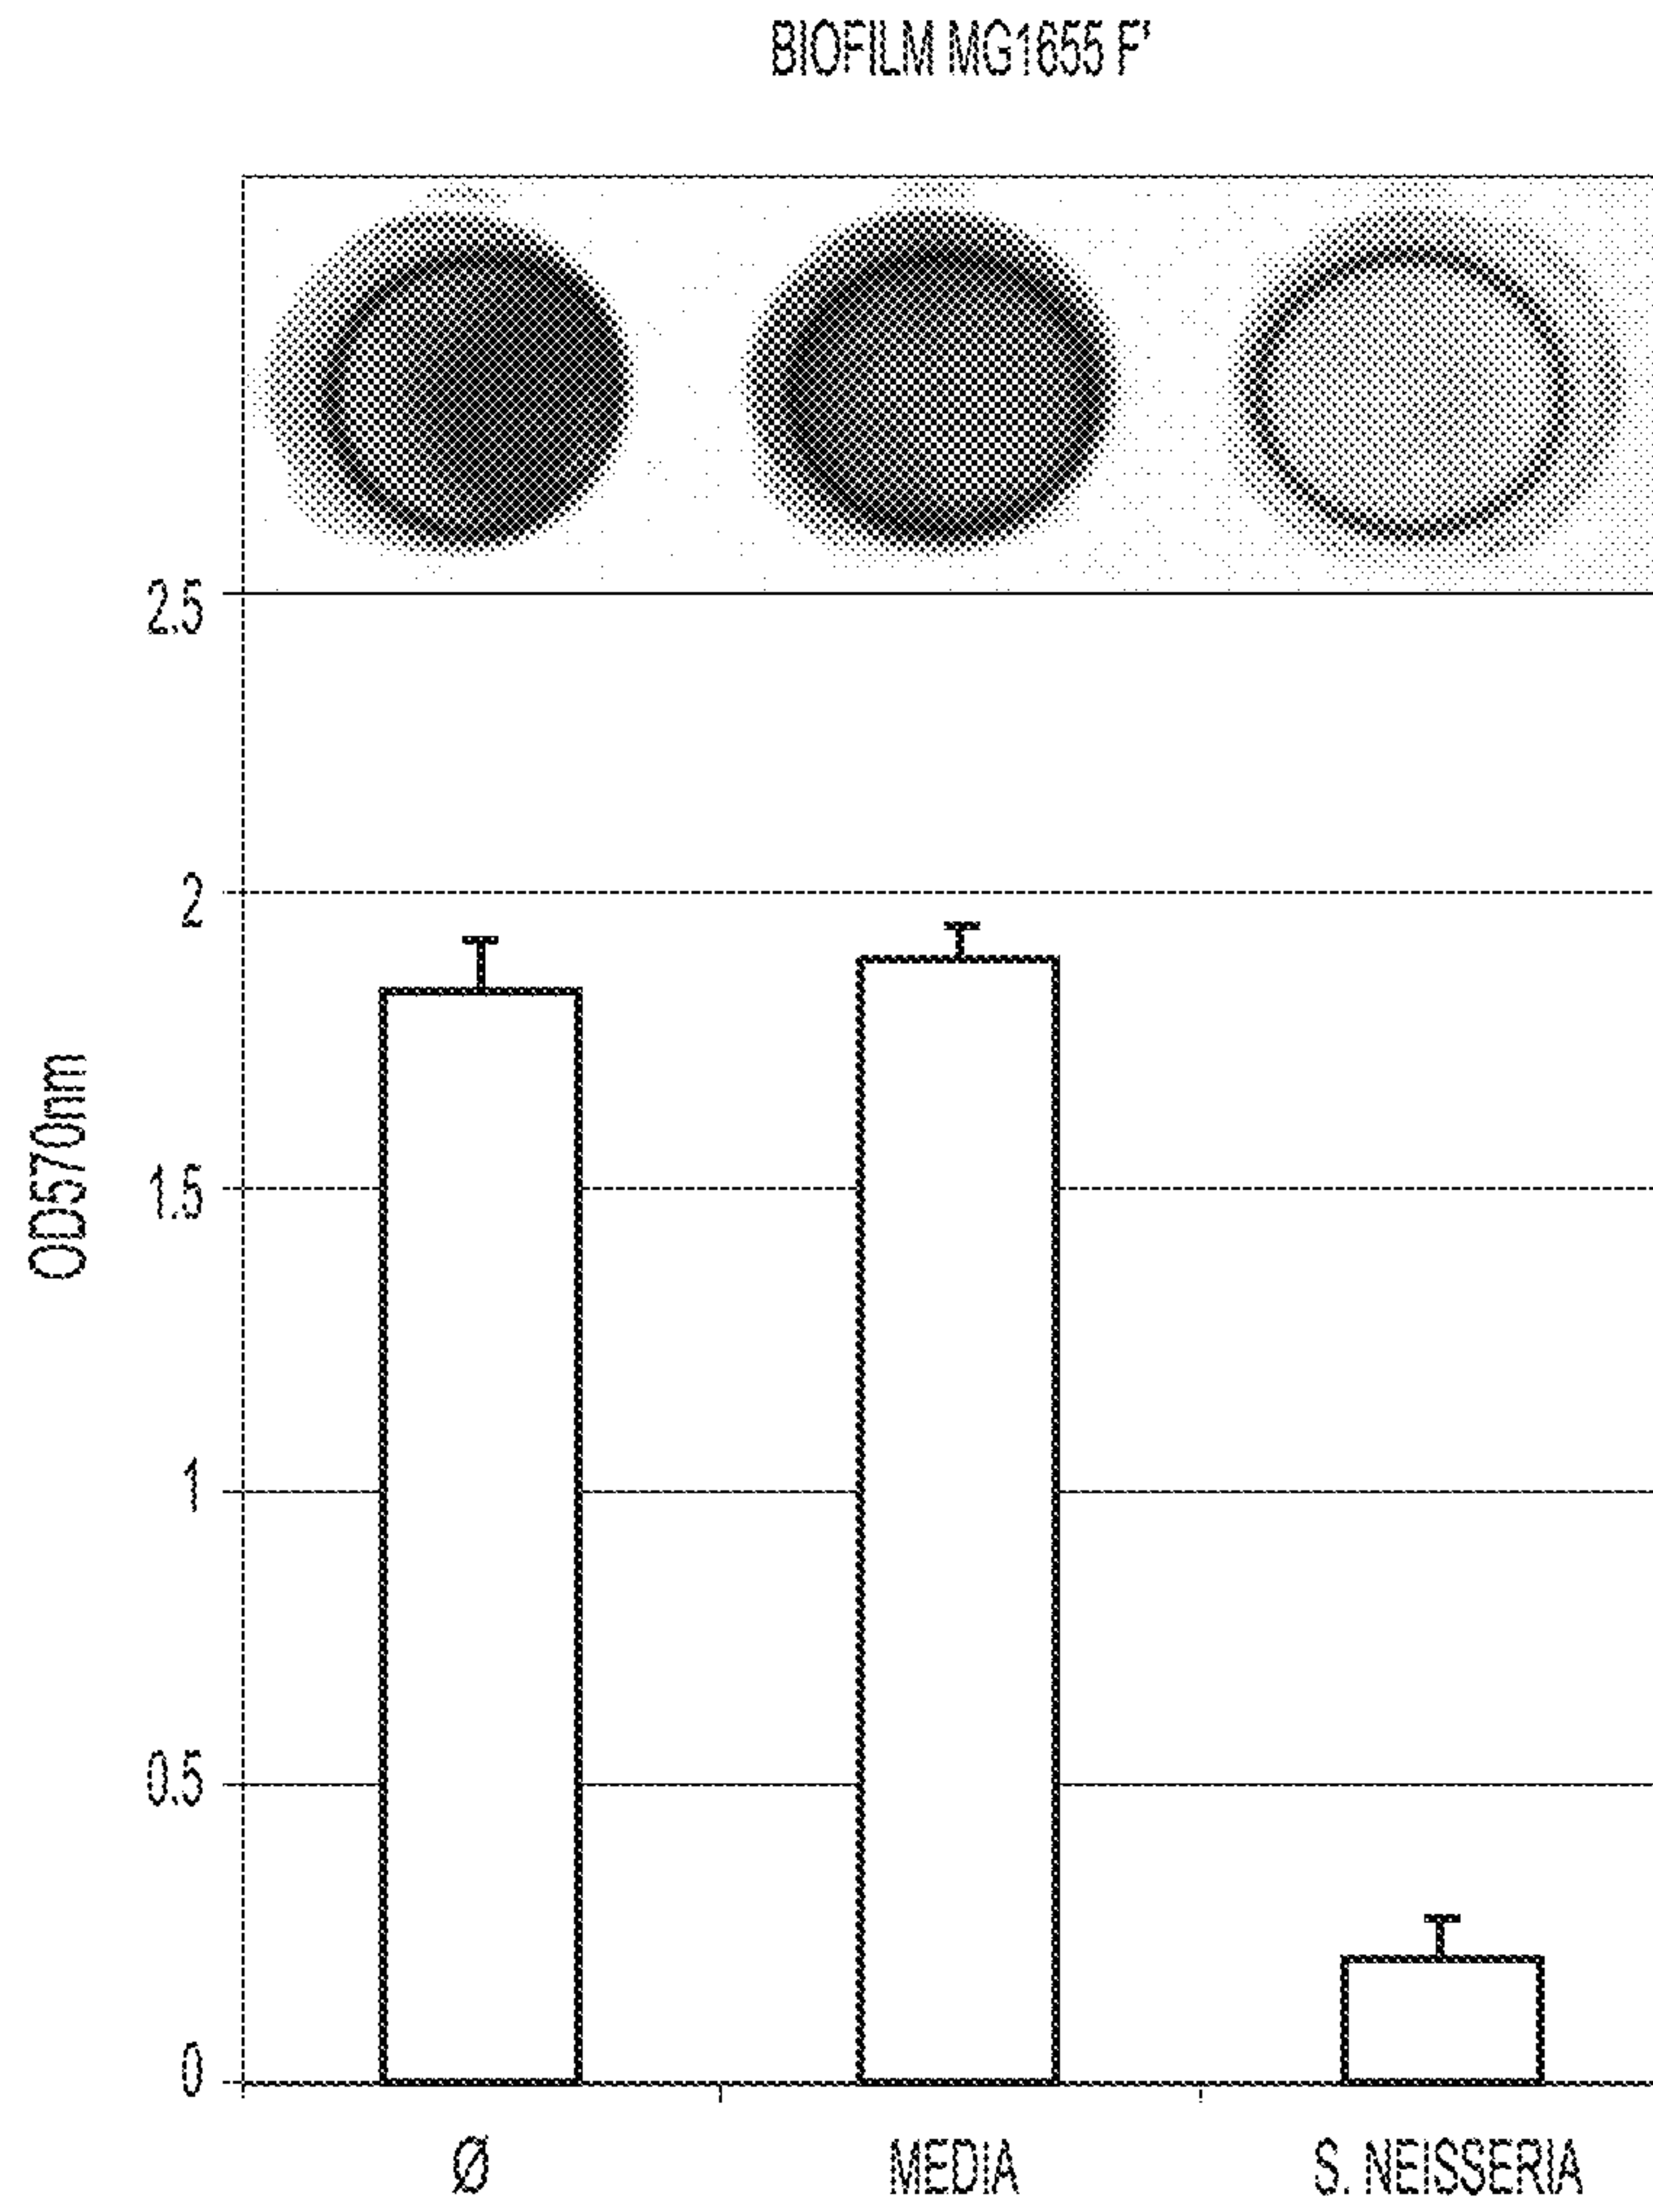 BIOFILM MG1655 F'
2.5
2
1.5
1
0.5
0
OD570nm
Ø
MEDIA
S. NEISSERIA